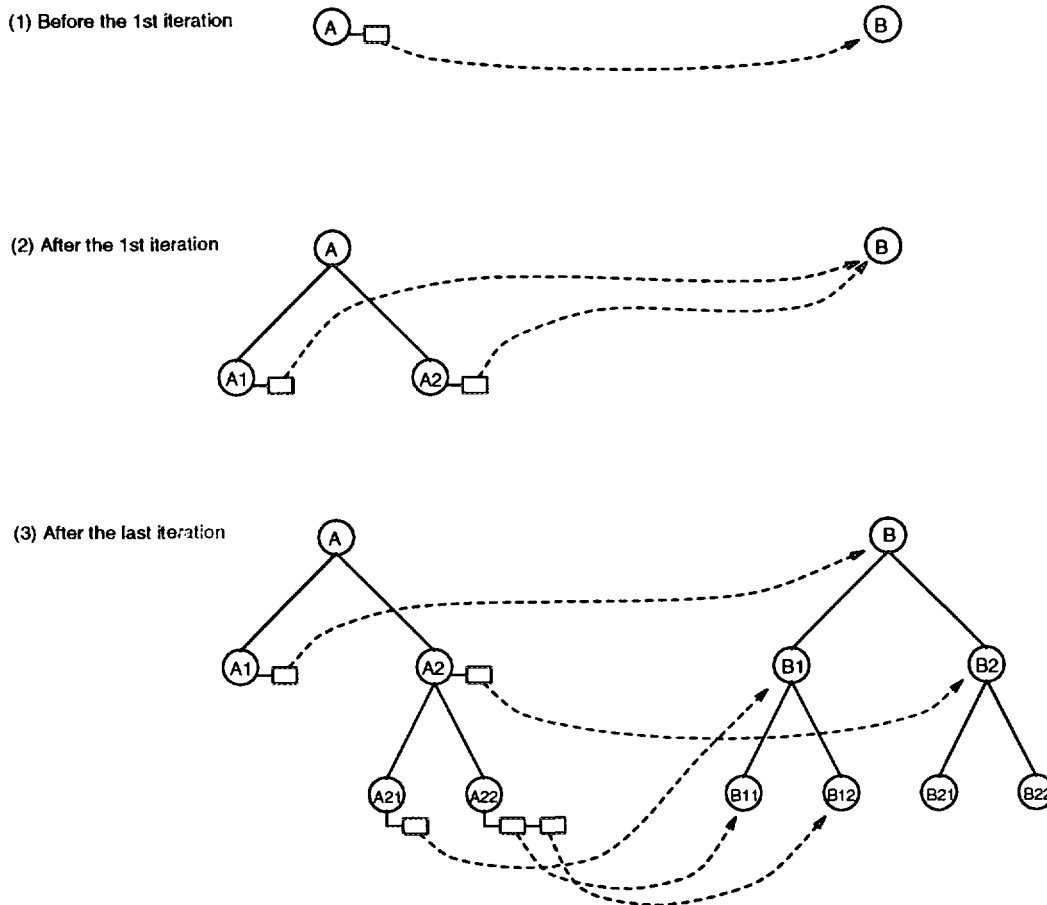 (1) Before the 1st iteration
A
B
(2) After the 1st iteration
A
B
A1
A2
(3) After the last iteration
A
B
A1
A2
B1
B2
A21
A22
B11
B12
B21
B22